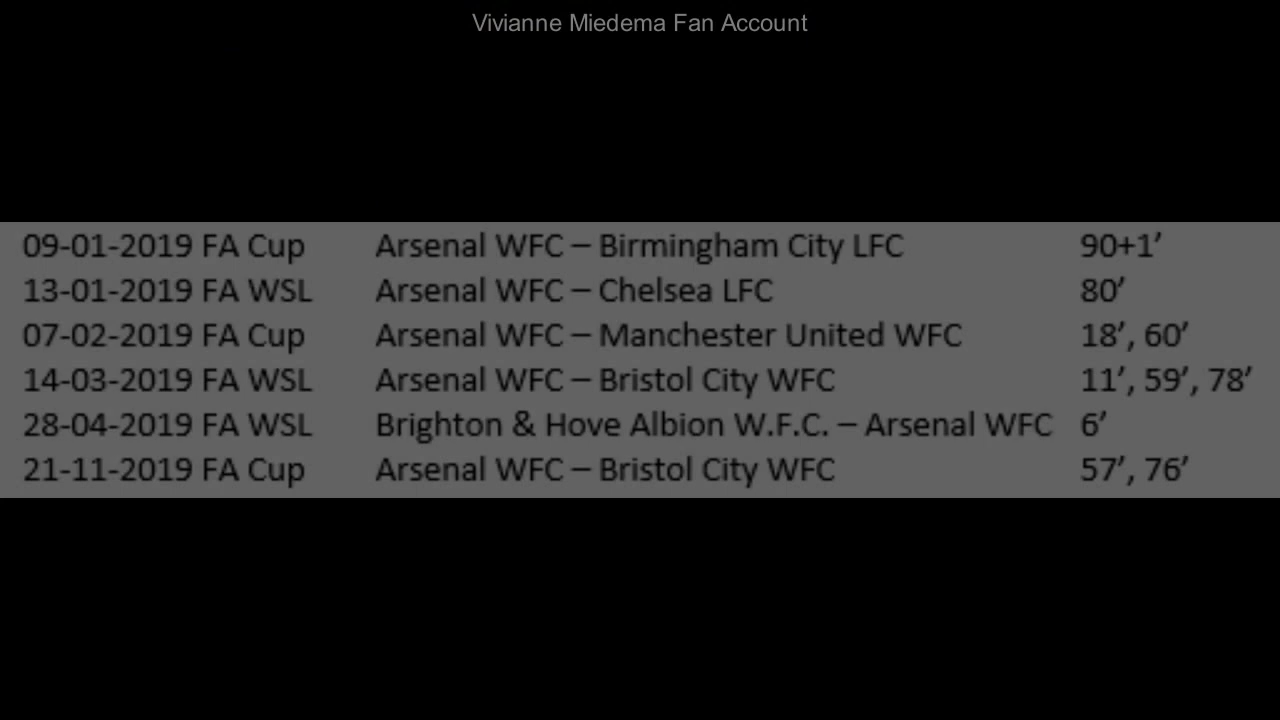 Vivianne Miedema Fan Account
09-01-2019 FA Cup Arsenal WFC – Birmingham City LFC 90+1’
13-01-2019 FA WSL Arsenal WFC – Chelsea LFC 80’
07-02-2019 FA Cup Arsenal WFC – Manchester United WFC 18’, 60’
14-03-2019 FA WSL Arsenal WFC – Bristol City WFC 11’, 59’, 78’
28-04-2019 FA WSL Brighton & Hove Albion W.F.C. – Arsenal WFC 6’
21-11-2019 FA Cup Arsenal WFC – Bristol City WFC 57’, 76’